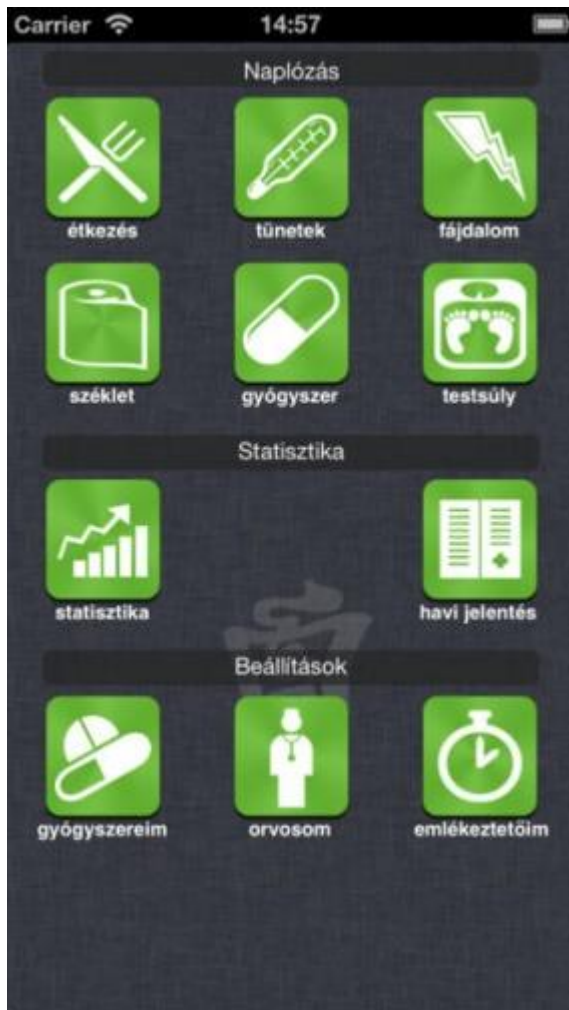 Carrier 14:57
Naplózás
étkezés tünetek fájdalom
széklet gyógyszer testsúly
Statisztika
statisztika havi jelentés
Beállítások
gyógyszereim orvosom emlékeztetőim